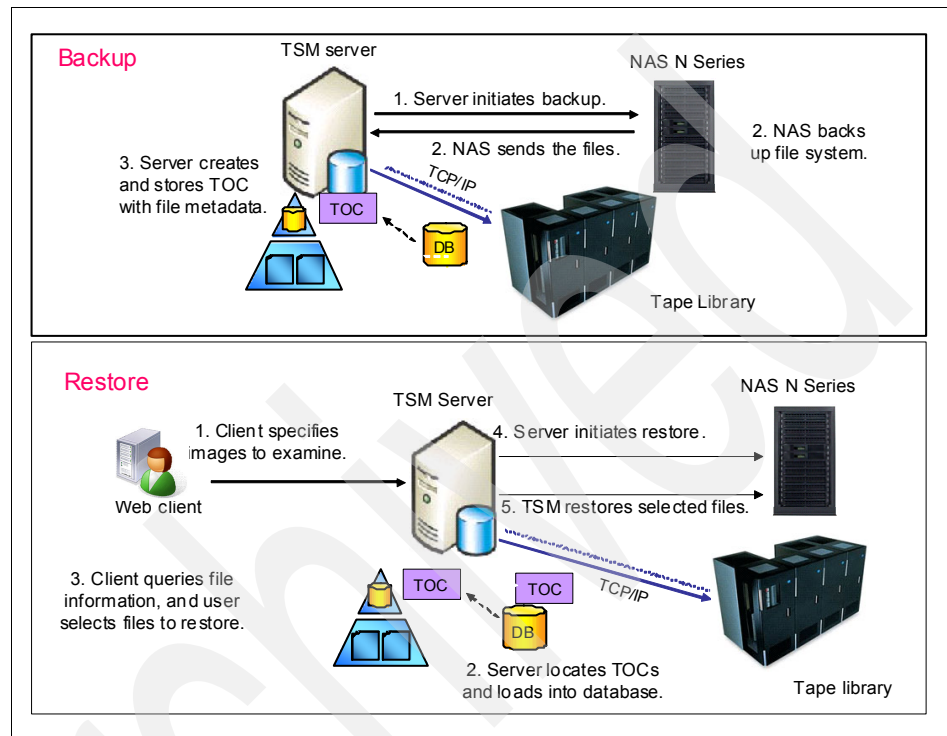 Backup
TSM server
NAS N Series
1. Server initiates backup.
2. NAS sends the files.
2. NAS backs
up file system.
3. Server creates
and stores TOC
with file metadata.
TCP/IP
TOC
DB
Tape Library
Restore
TSM Server
NAS N Series
1. Client specifies
images to examine.
4. Server initiates restore.
Web client
5. TSM restores selected files.
3. Client queries file
information, and user
selects files to restore.
TCP/IP
TOC
TOC
DB
2. Server locates TOCs
and loads into database.
Tape library